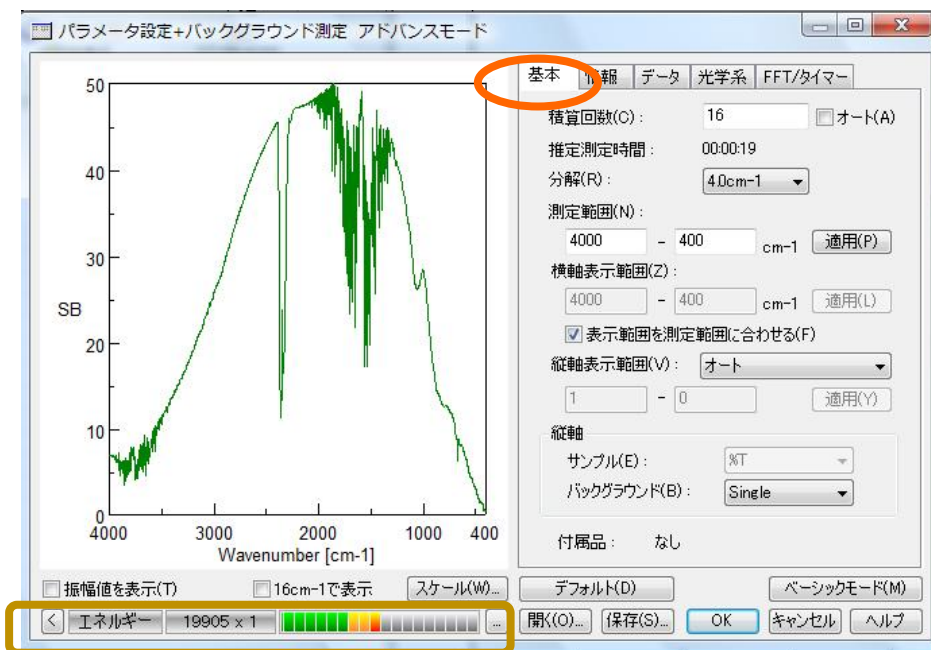 パラメータ設定+バックグラウンド測定 アドバンスモード
50
40
30
SB
20
10
0
4000 3000 2000 1000 400
Wavenumber [cm-1]
振幅値を表示(T) 16cm-1で表示 スケール(W)...
< エネルギー 19905 x 1 ...
基本 情報 データ 光学系 FFT/タイマー
積算回数(C) : 16 オート(A)
推定測定時間 : 00:00:19
分解(R) : 4.0cm-1
測定範囲(N) :
4000 - 400 cm-1 適用(P)
横軸表示範囲(Z) :
4000 - 400 cm-1 適用(L)
表示範囲を測定範囲に合わせる(F)
縦軸表示範囲(V) : オート
1 - 0 適用(Y)
縦軸
サンプル(E) : %T
バックグラウンド(B) : Single
付属品 : なし
デフォルト(D) ベーシックモード(M)
開く(O)... 保存(S)... OK キャンセル ヘルプ